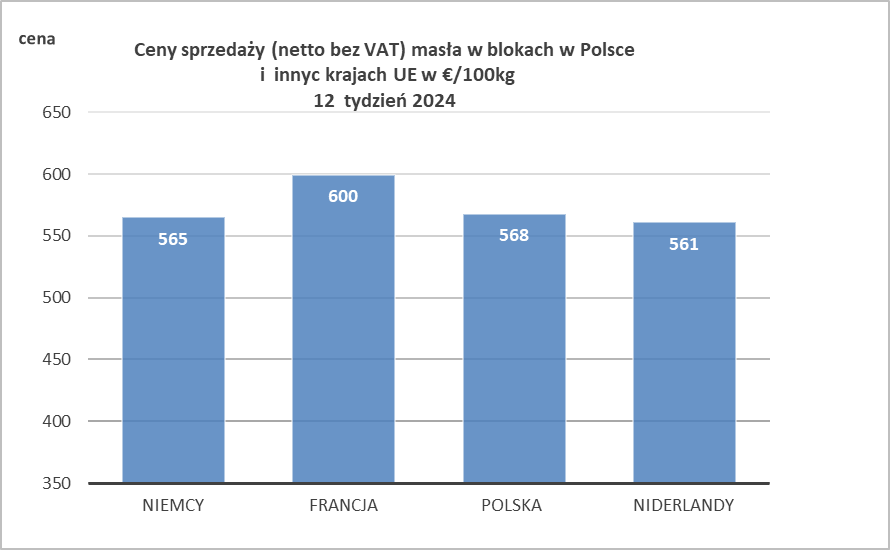 cena
Ceny sprzedaży (netto bez VAT) masła w blokach w Polsce
i innyc krajach UE w €/100kg
12 tydzień 2024
650
600
550
500
450
400
350
565
600
568
561
NIEMCY
FRANCJA
POLSKA
NIDERLANDY